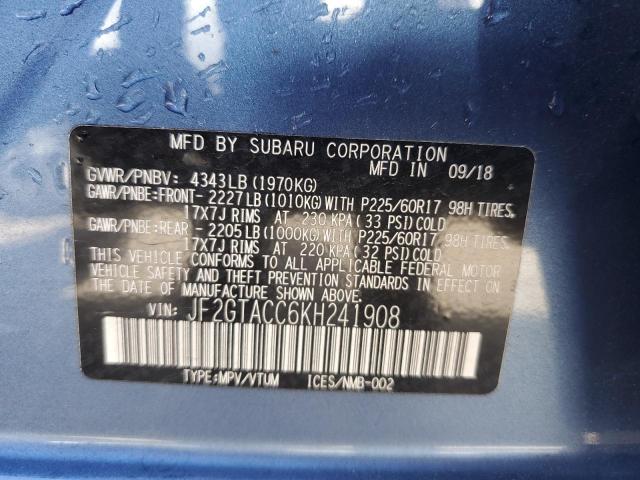 MFD BY SUBARU CORPORATION
MFD IN 09/18
GVWR/PNBV: 4343LB (1970KG)
GAWR/PNBE:FRONT- 2227LB (1010KG) WITH P225/60R17 98H TIRES,
17X7J RIMS AT 230 KPA (33 PSI) COLD
GAWR/PNBE:REAR - 2205LB (1000KG) WITH P225/60R17 98H TIRES,
17X7J RIMS AT 220 KPA (32 PSI) COLD
THIS VEHICLE CONFORMS TO ALL APPLICABLE FEDERAL MOTOR
VEHICLE SAFETY AND THEFT PREVENTION STANDARDS IN EFFECT ON
THE DATE OF MANUFACTURE SHOWN ABOVE.
VIN: JF2GTACC6KH241908
TYPE:MPV/VTUM ICES/NMB-002